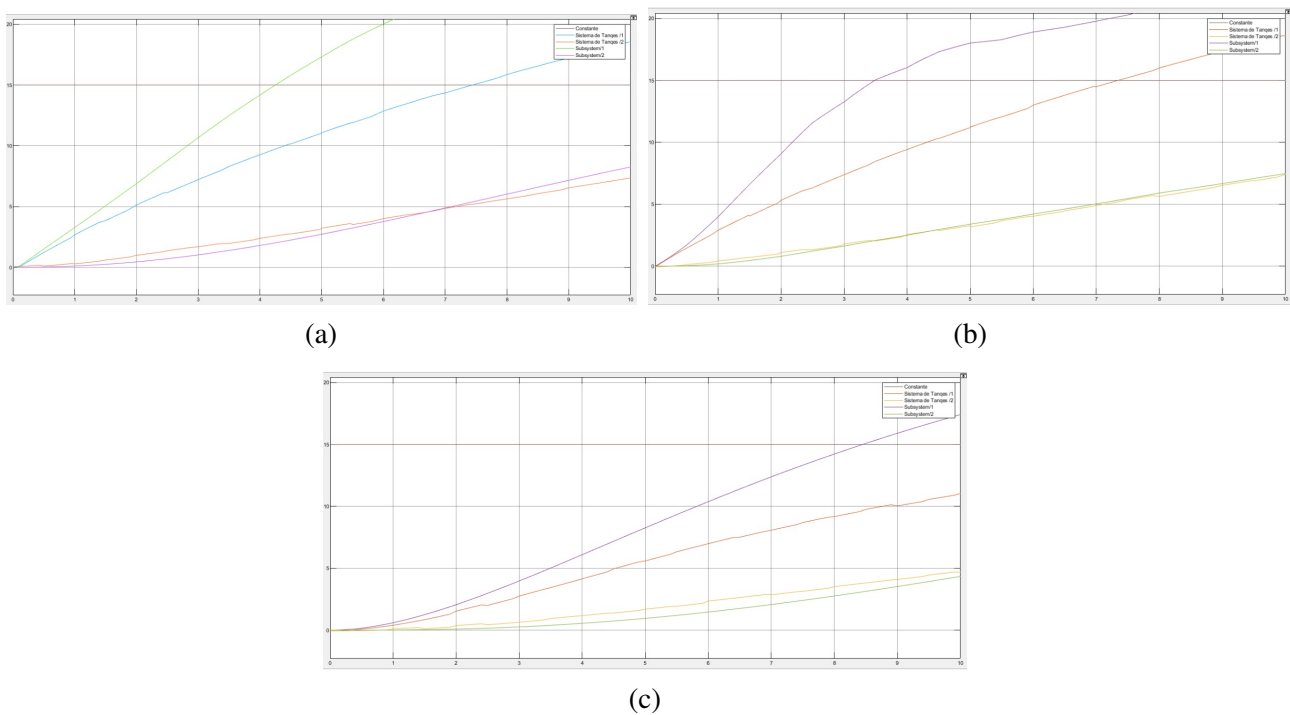 20
15
10
5
0
0 1 2 3 4 5 6 7 8 9 10
Constante
Sistema de Tanqes /1
Sistema de Tanqes /2
Subsystem/1
Subsystem/2
(a)
20
15
10
5
0
0 1 2 3 4 5 6 7 8 9 10
Constante
Sistema de Tanqes /1
Sistema de Tanqes /2
Subsystem/1
Subsystem/2
(b)
20
15
10
5
0
0 1 2 3 4 5 6 7 8 9 10
Constante
Sistema de Tanqes /1
Sistema de Tanqes /2
Subsystem/1
Subsystem/2
(c)